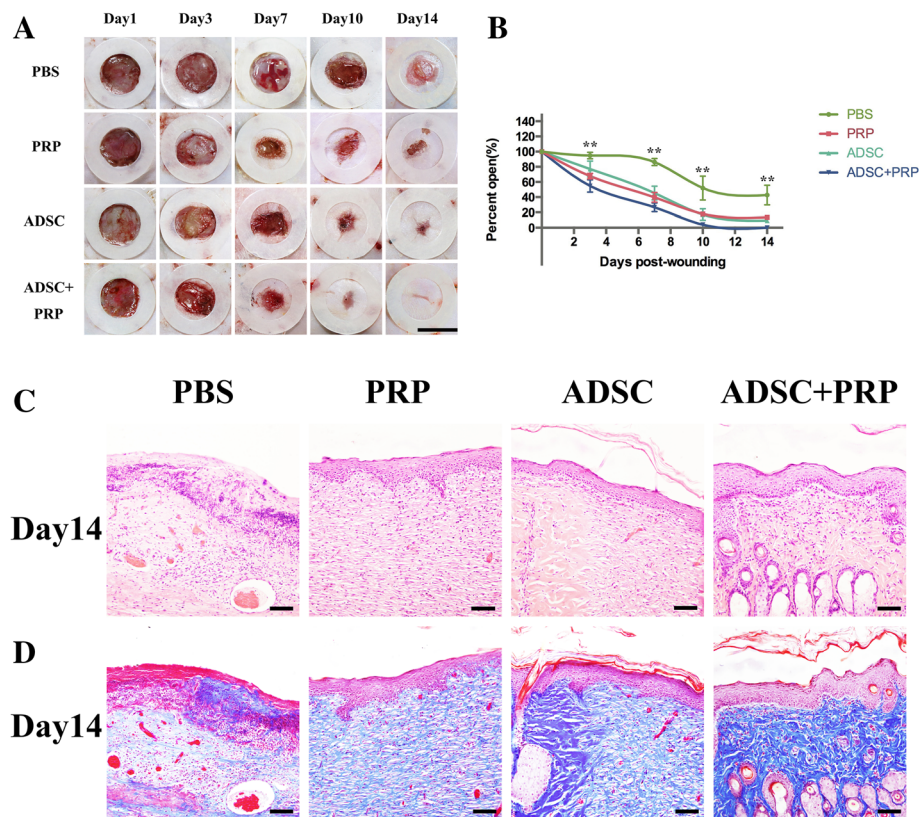 A
Day1 Day3 Day7 Day10 Day14
PBS
PRP
ADSC
ADSC+
PRP
B
140
120
100
80
60
40
20
0
Percent open(%)
** ** ** **
2 4 6 8 10 12 14
Days post-wounding
PBS
PRP
ADSC
ADSC+PRP
C
PBS PRP ADSC ADSC+PRP
Day14
D
Day14